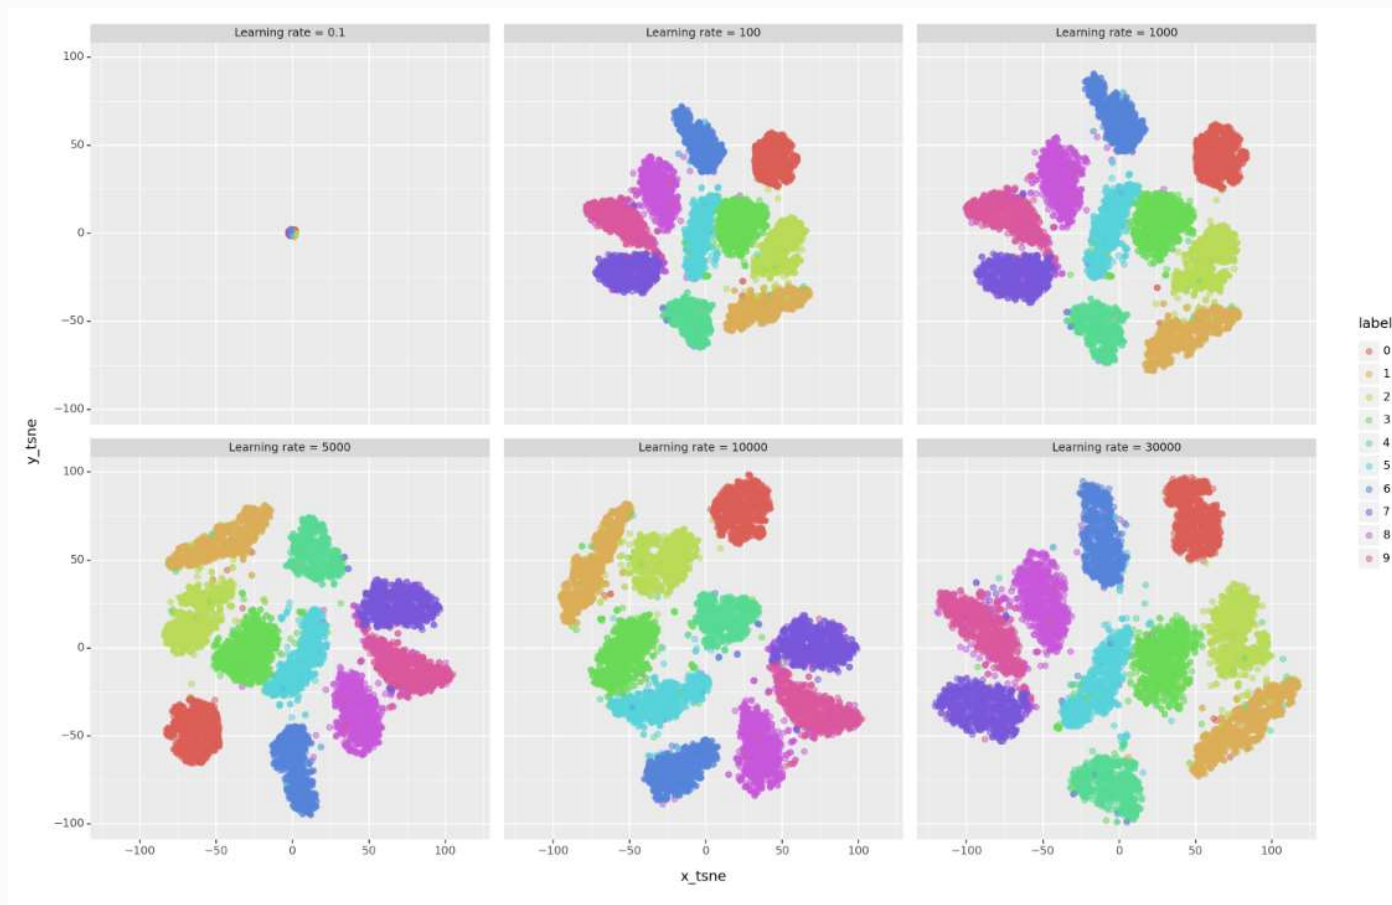 Learning rate = 0.1
Learning rate = 100
Learning rate = 1000
100
50
0
−50
−100
Learning rate = 5000
Learning rate = 10000
Learning rate = 30000
100
50
0
−50
−100
−100 −50 0 50 100
−100 −50 0 50 100
−100 −50 0 50 100
x_tsne
y_tsne
label
0
1
2
3
4
5
6
7
8
9